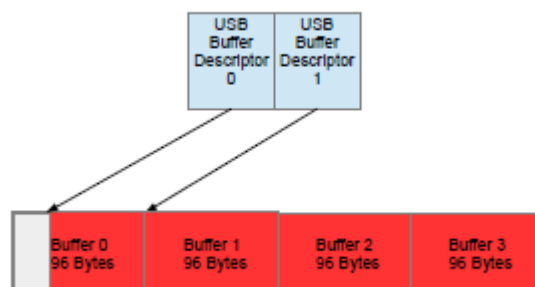 USB
Buffer
Descriptor
0
USB
Buffer
Descriptor
1
Buffer 0
96 Bytes
Buffer 1
96 Bytes
Buffer 2
96 Bytes
Buffer 3
96 Bytes